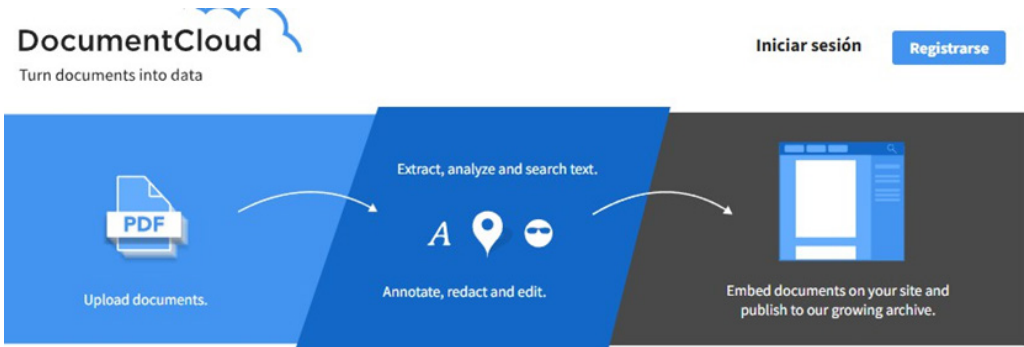 DocumentCloud
Turn documents into data
Iniciar sesión
Registrarse
PDF
Upload documents.
Extract, analyze and search text.
A
Annotate, redact and edit.
Embed documents on your site and
publish to our growing archive.